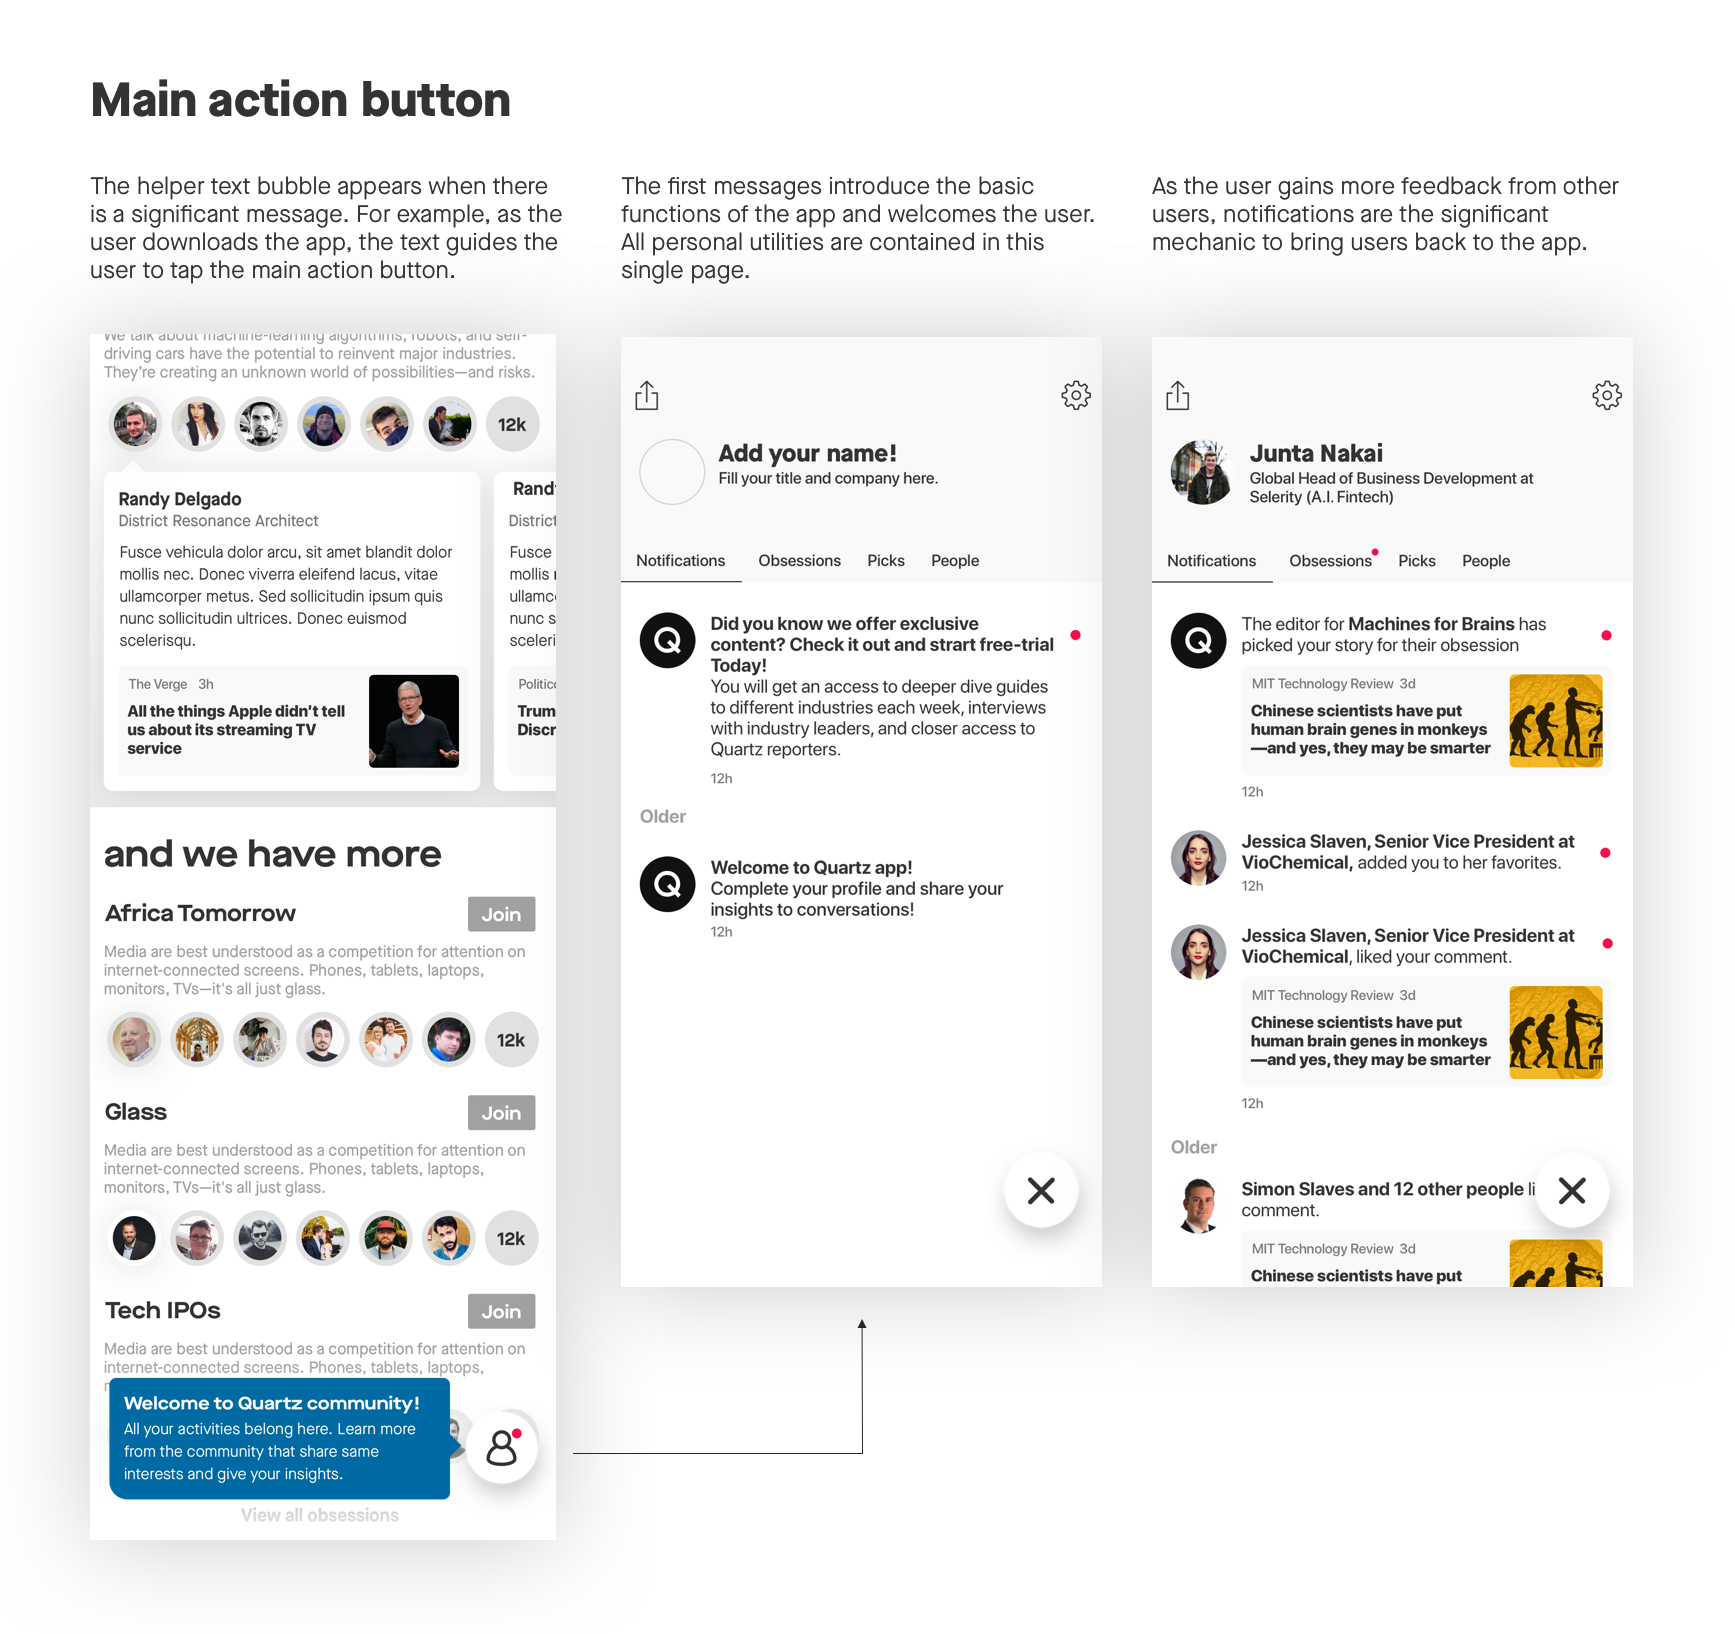 Main action button
The helper text bubble appears when there
is a significant message. For example, as the
user downloads the app, the text guides the
user to tap the main action button.
The first messages introduce the basic
functions of the app and welcomes the user.
All personal utilities are contained in this
single page.
As the user gains more feedback from other
users, notifications are the significant
mechanic to bring users back to the app.
We talk about machine-learning algorithms, robots, and self-
driving cars have the potential to reinvent major industries.
They're creating an unknown world of possibilities—and risks.
12k
Randy Delgado
District Resonance Architect
Fusce vehicula dolor arcu, sit amet blandit dolor
mollis nec. Donec viverra eleifend lacus, vitae
ullamcorper metus. Sed sollicitudin ipsum quis
nunc sollicitudin ultrices. Donec euismod
scelerisqu.
The Verge 3h
All the things Apple didn't tell
us about its streaming TV
service
Rand
District
Fusce
mollis
ullamc
nunc s
sceleri
Politico
Trum
Discr
and we have more
Africa Tomorrow
Join
Media are best understood as a competition for attention on
internet-connected screens. Phones, tablets, laptops,
monitors, TVs—it's all just glass.
12k
Glass
Join
Media are best understood as a competition for attention on
internet-connected screens. Phones, tablets, laptops,
monitors, TVs—it's all just glass.
12k
Tech IPOs
Join
Media are best understood as a competition for attention on
internet-connected screens. Phones, tablets, laptops,
Welcome to Quartz community!
All your activities belong here. Learn more
from the community that share same
interests and give your insights.
View all obsessions
Add your name!
Fill your title and company here.
Notifications Obsessions Picks People
Q
Did you know we offer exclusive
content? Check it out and strart free-trial
Today!
You will get an access to deeper dive guides
to different industries each week, interviews
with industry leaders, and closer access to
Quartz reporters.
12h
Older
Q
Welcome to Quartz app!
Complete your profile and share your
insights to conversations!
12h
Junta Nakai
Global Head of Business Development at
Selerity (A.I. Fintech)
Notifications Obsessions Picks People
Q
The editor for Machines for Brains has
picked your story for their obsession
MIT Technology Review 3d
Chinese scientists have put
human brain genes in monkeys
—and yes, they may be smarter
12h
Jessica Slaven, Senior Vice President at
VioChemical, added you to her favorites.
12h
Jessica Slaven, Senior Vice President at
VioChemical, liked your comment.
MIT Technology Review 3d
Chinese scientists have put
human brain genes in monkeys
—and yes, they may be smarter
12h
Older
Simon Slaves and 12 other people li
comment.
MIT Technology Review 3d
Chinese scientists have put